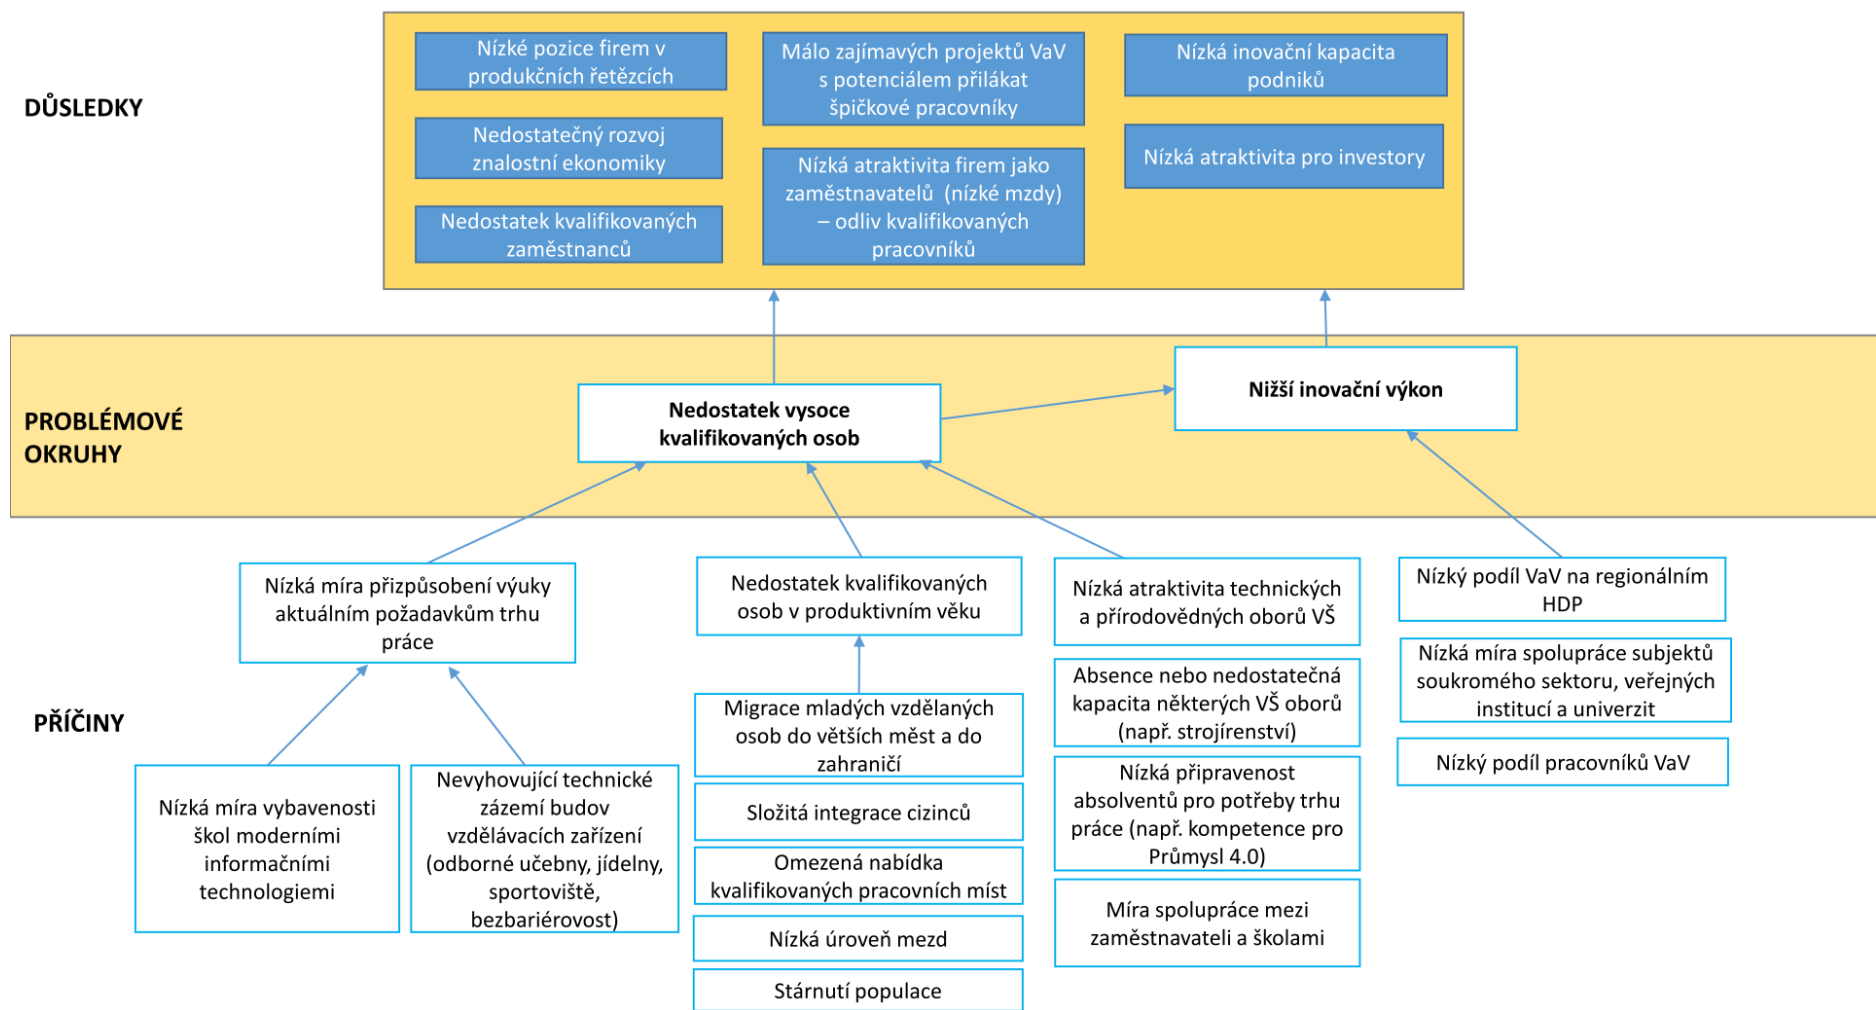 DŮSLEDKY
Nízké pozice firem v
produkčních řetězcích
Nedostatečný rozvoj
znalostní ekonomiky
Nedostatek kvalifikovaných
zaměstnanců
Málo zajímavých projektů VaV
s potenciálem přilákat
špičkové pracovníky
Nízká atraktivita firem jako
zaměstnavatelů  (nízké mzdy)
– odliv kvalifikovaných
pracovníků
Nízká inovační kapacita
podniků
Nízká atraktivita pro investory
PROBLÉMOVÉ
OKRUHY
Nedostatek vysoce
kvalifikovaných osob
Nižší inovační výkon
PŘÍČINY
Nízká míra přizpůsobení výuky
aktuálním požadavkům trhu
práce
Nízká míra vybavenosti
škol moderními
informačními
technologiemi
Nevyhovující technické
zázemí budov
vzdělávacích zařízení
(odborné učebny, jídelny,
sportoviště,
bezbariérovost)
Nedostatek kvalifikovaných
osob v produktivním věku
Migrace mladých vzdělaných
osob do větších měst a do
zahraničí
Složitá integrace cizinců
Omezená nabídka
kvalifikovaných pracovních míst
Nízká úroveň mezd
Stárnutí populace
Nízká atraktivita technických
a přírodovědných oborů VŠ
Absence nebo nedostatečná
kapacita některých VŠ oborů
(např. strojírenství)
Nízká připravenost
absolventů pro potřeby trhu
práce (např. kompetence pro
Průmysl 4.0)
Míra spolupráce mezi
zaměstnavateli a školami
Nízký podíl VaV na regionálním
HDP
Nízká míra spolupráce subjektů
soukromého sektoru, veřejných
institucí a univerzit
Nízký podíl pracovníků VaV